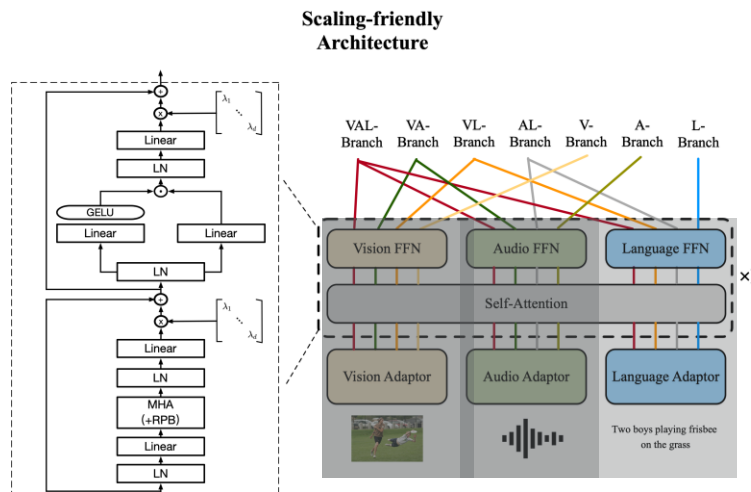 Scaling-friendly
Architecture
+
x
λ1
⋱
λd
Linear
LN
GELU
Linear
Linear
LN
+
x
λ1
⋱
λd
Linear
LN
MHA
(+RPB)
Linear
LN
VAL-
Branch
VA-
Branch
VL-
Branch
AL-
Branch
V-
Branch
A-
Branch
L-
Branch
Vision FFN
Audio FFN
Language FFN
Self-Attention
×
Vision Adaptor
Audio Adaptor
Language Adaptor
Two boys playing frisbee
on the grass